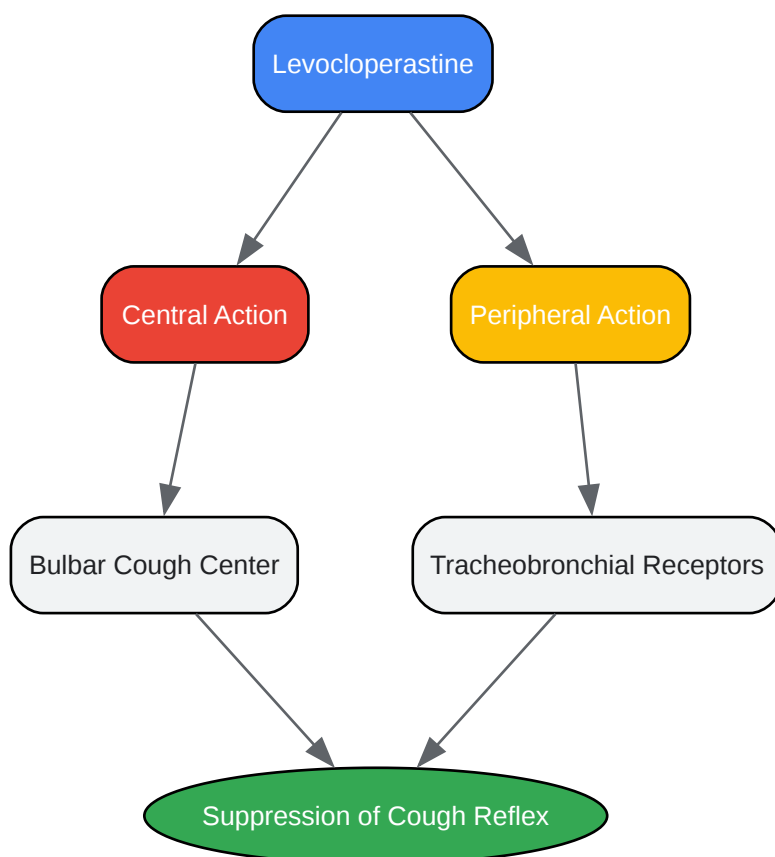 Levocloperastine
Central Action
Peripheral Action
Bulbar Cough Center
Tracheobronchial Receptors
Suppression of Cough Reflex